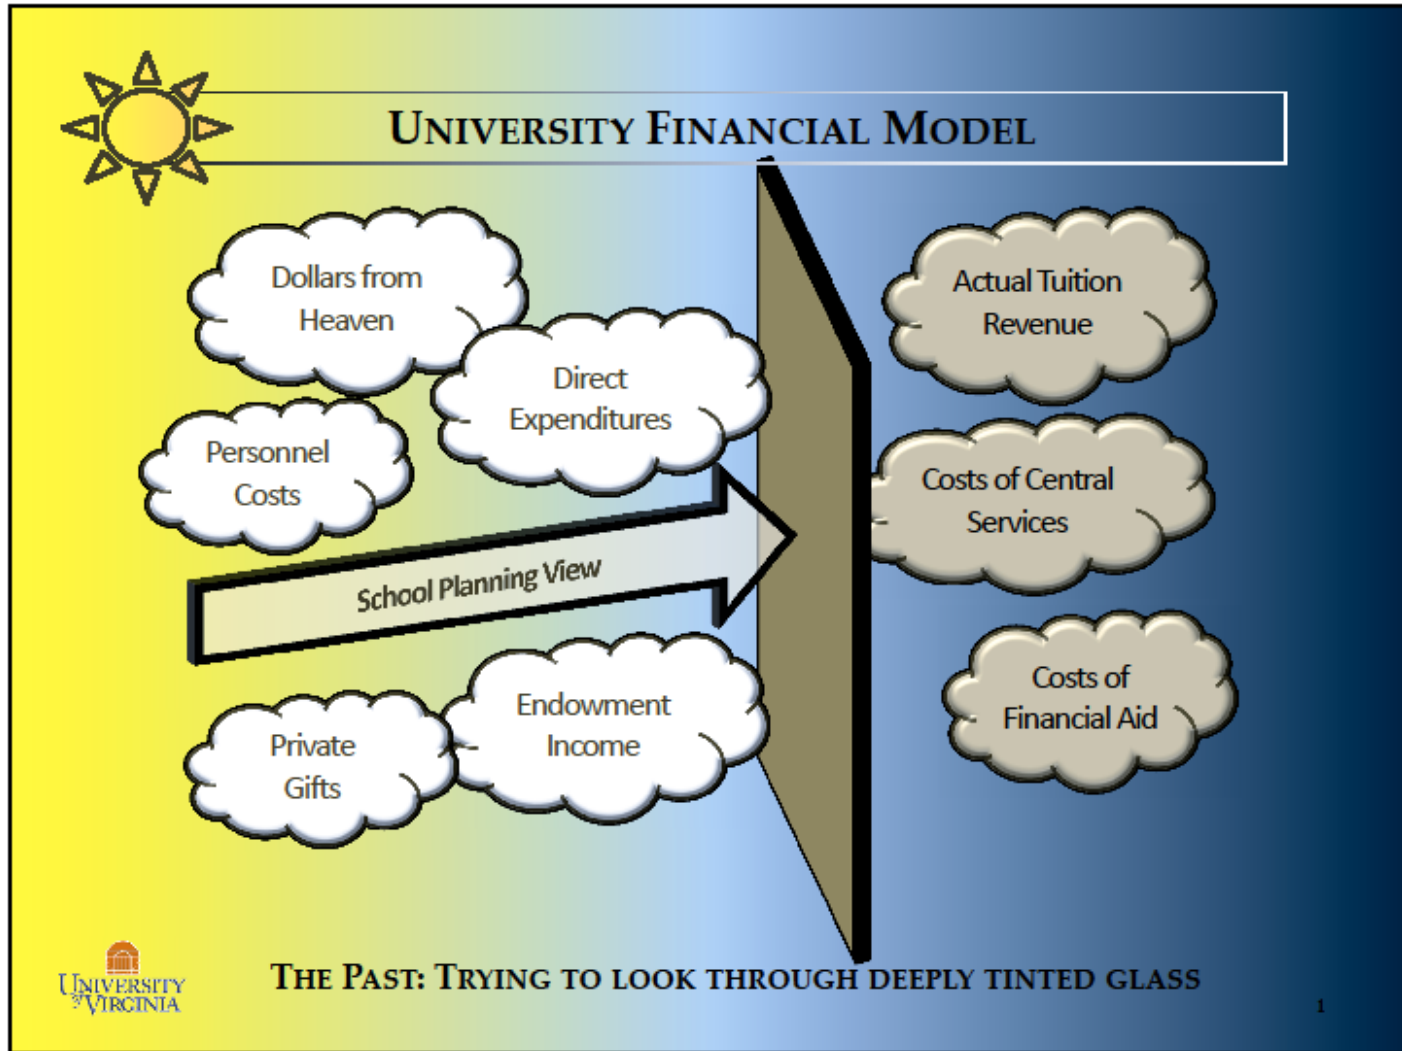 UNIVERSITY FINANCIAL MODEL
Dollars from
Heaven
Direct
Expenditures
Personnel
Costs
School Planning View
Private
Gifts
Endowment
Income
Actual Tuition
Revenue
Costs of Central
Services
Costs of
Financial Aid
UNIVERSITY
of VIRGINIA
THE PAST: TRYING TO LOOK THROUGH DEEPLY TINTED GLASS
1